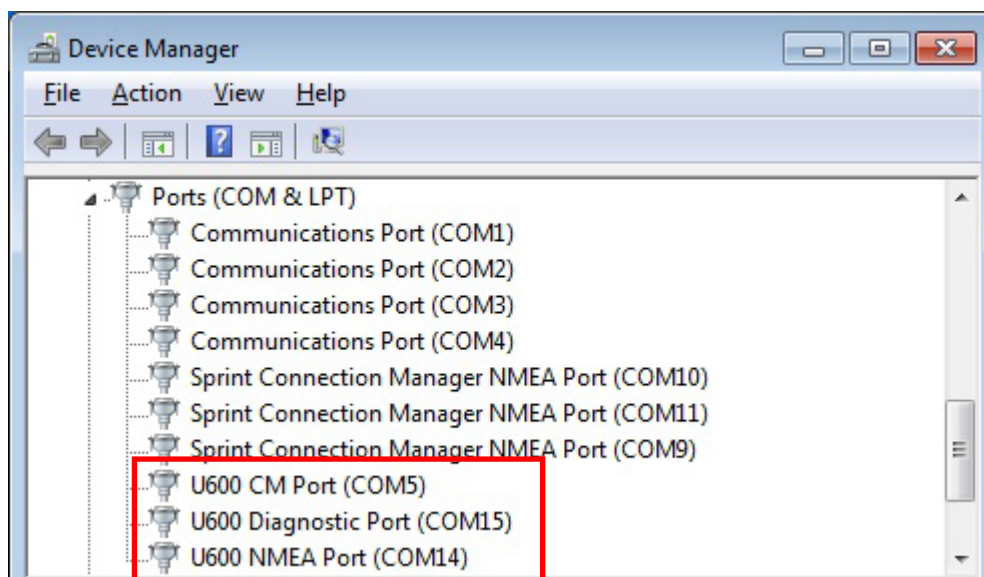 Device Manager
File Action View Help
Ports (COM & LPT)
Communications Port (COM1)
Communications Port (COM2)
Communications Port (COM3)
Communications Port (COM4)
Sprint Connection Manager NMEA Port (COM10)
Sprint Connection Manager NMEA Port (COM11)
Sprint Connection Manager NMEA Port (COM9)
U600 CM Port (COM5)
U600 Diagnostic Port (COM15)
U600 NMEA Port (COM14)